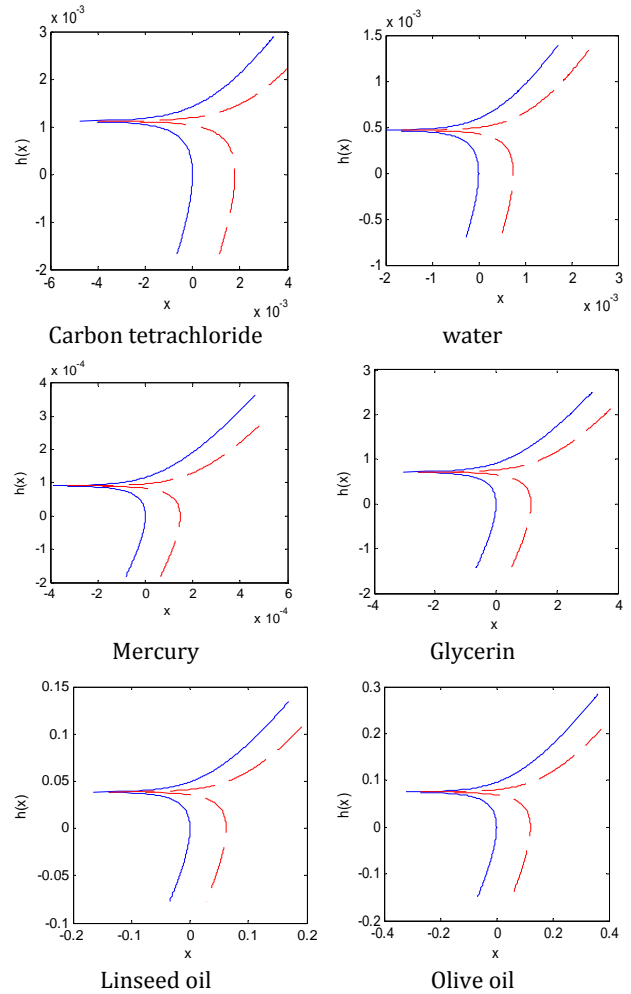 x 10⁻³
3
2
1
0
-1
-2
h(x)
-6 -4 -2 0 2 4
x
x 10⁻³
Carbon tetrachloride
x 10⁻³
1.5
1
0.5
0
-0.5
-1
h(x)
-2 -1 0 1 2 3
x
x 10⁻³
water
x 10⁻⁴
4
3
2
1
0
-1
-2
h(x)
-4 -2 0 2 4 6
x
x 10⁻⁴
Mercury
3
2
1
0
1
2
h(x)
-4 -2 0 2 4
x
Glycerin
0.15
0.1
0.05
0
-0.05
-0.1
h(x)
-0.2 -0.1 0 0.1 0.2
x
Linseed oil
0.3
0.2
0.1
0
-0.1
-0.2
h(x)
-0.4 -0.2 0 0.2 0.4
x
Olive oil